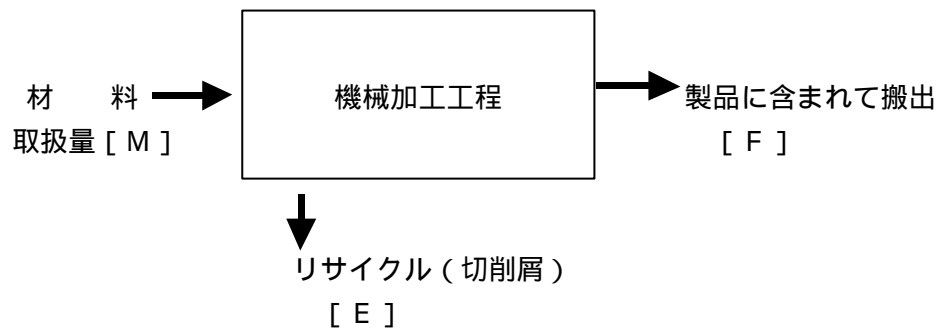 材　　料
取扱量[M]
機械加工工程
製品に含まれて搬出
[F]
リサイクル(切削屑)
[E]